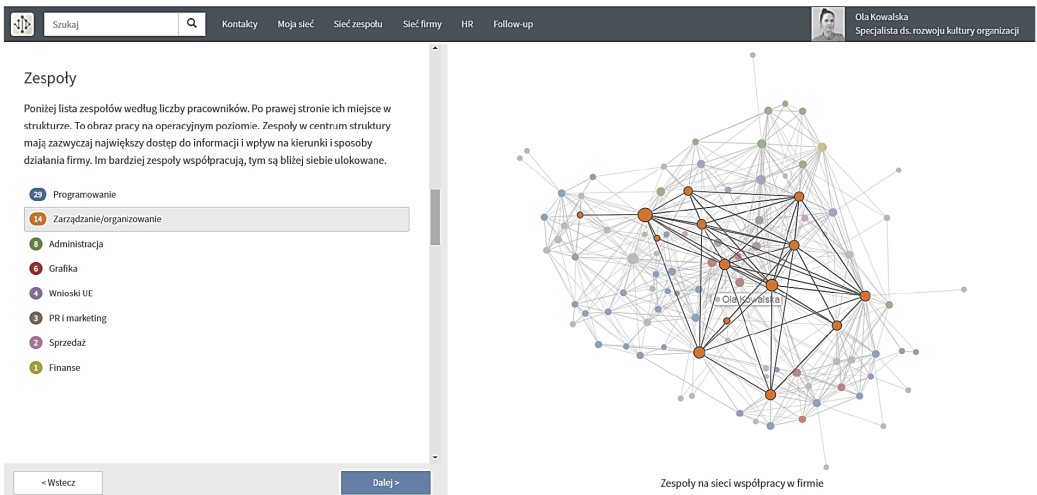 Szukaj
Kontakty
Moja sieć
Sieć zespołu
Sieć firmy
HR
Follow-up
Ola Kowalska
Specjalista ds. rozwoju kultury organizacji
Zespoły
Poniżej lista zespołów według liczby pracowników. Po prawej stronie ich miejsce w
strukturze. To obraz pracy na operacyjnym poziomie. Zespoły w centrum struktury
mają zazwyczaj największy dostęp do informacji i wpływ na kierunki i sposoby
działania firmy. Im bardziej zespoły współpracują, tym są bliżej siebie ulokowane.
29 Programowanie
14 Zarządzanie/organizowanie
8 Administracja
6 Grafika
4 Wnioski UE
3 PR i marketing
2 Sprzedaż
1 Finanse
< Wstecz
Dalej >
Ola Kowalska
Zespoły na sieci współpracy w firmie